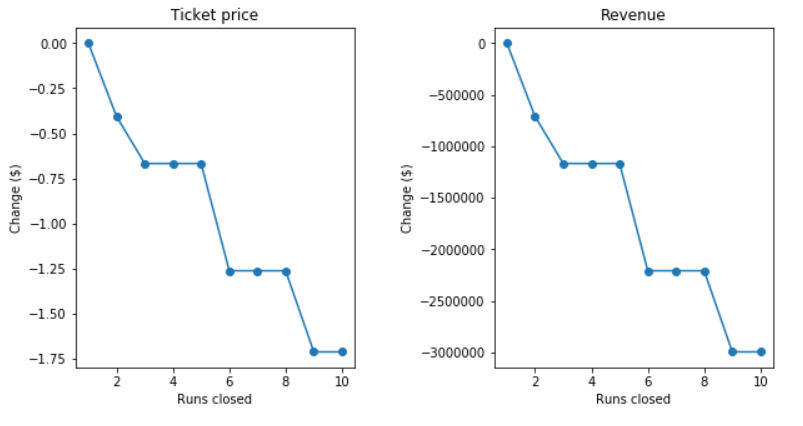 Ticket price
Change ($)
0.00
−0.25
−0.50
−0.75
−1.00
−1.25
−1.50
−1.75
2 4 6 8 10
Runs closed
Revenue
Change ($)
0
−500000
−1000000
−1500000
−2000000
−2500000
−3000000
2 4 6 8 10
Runs closed